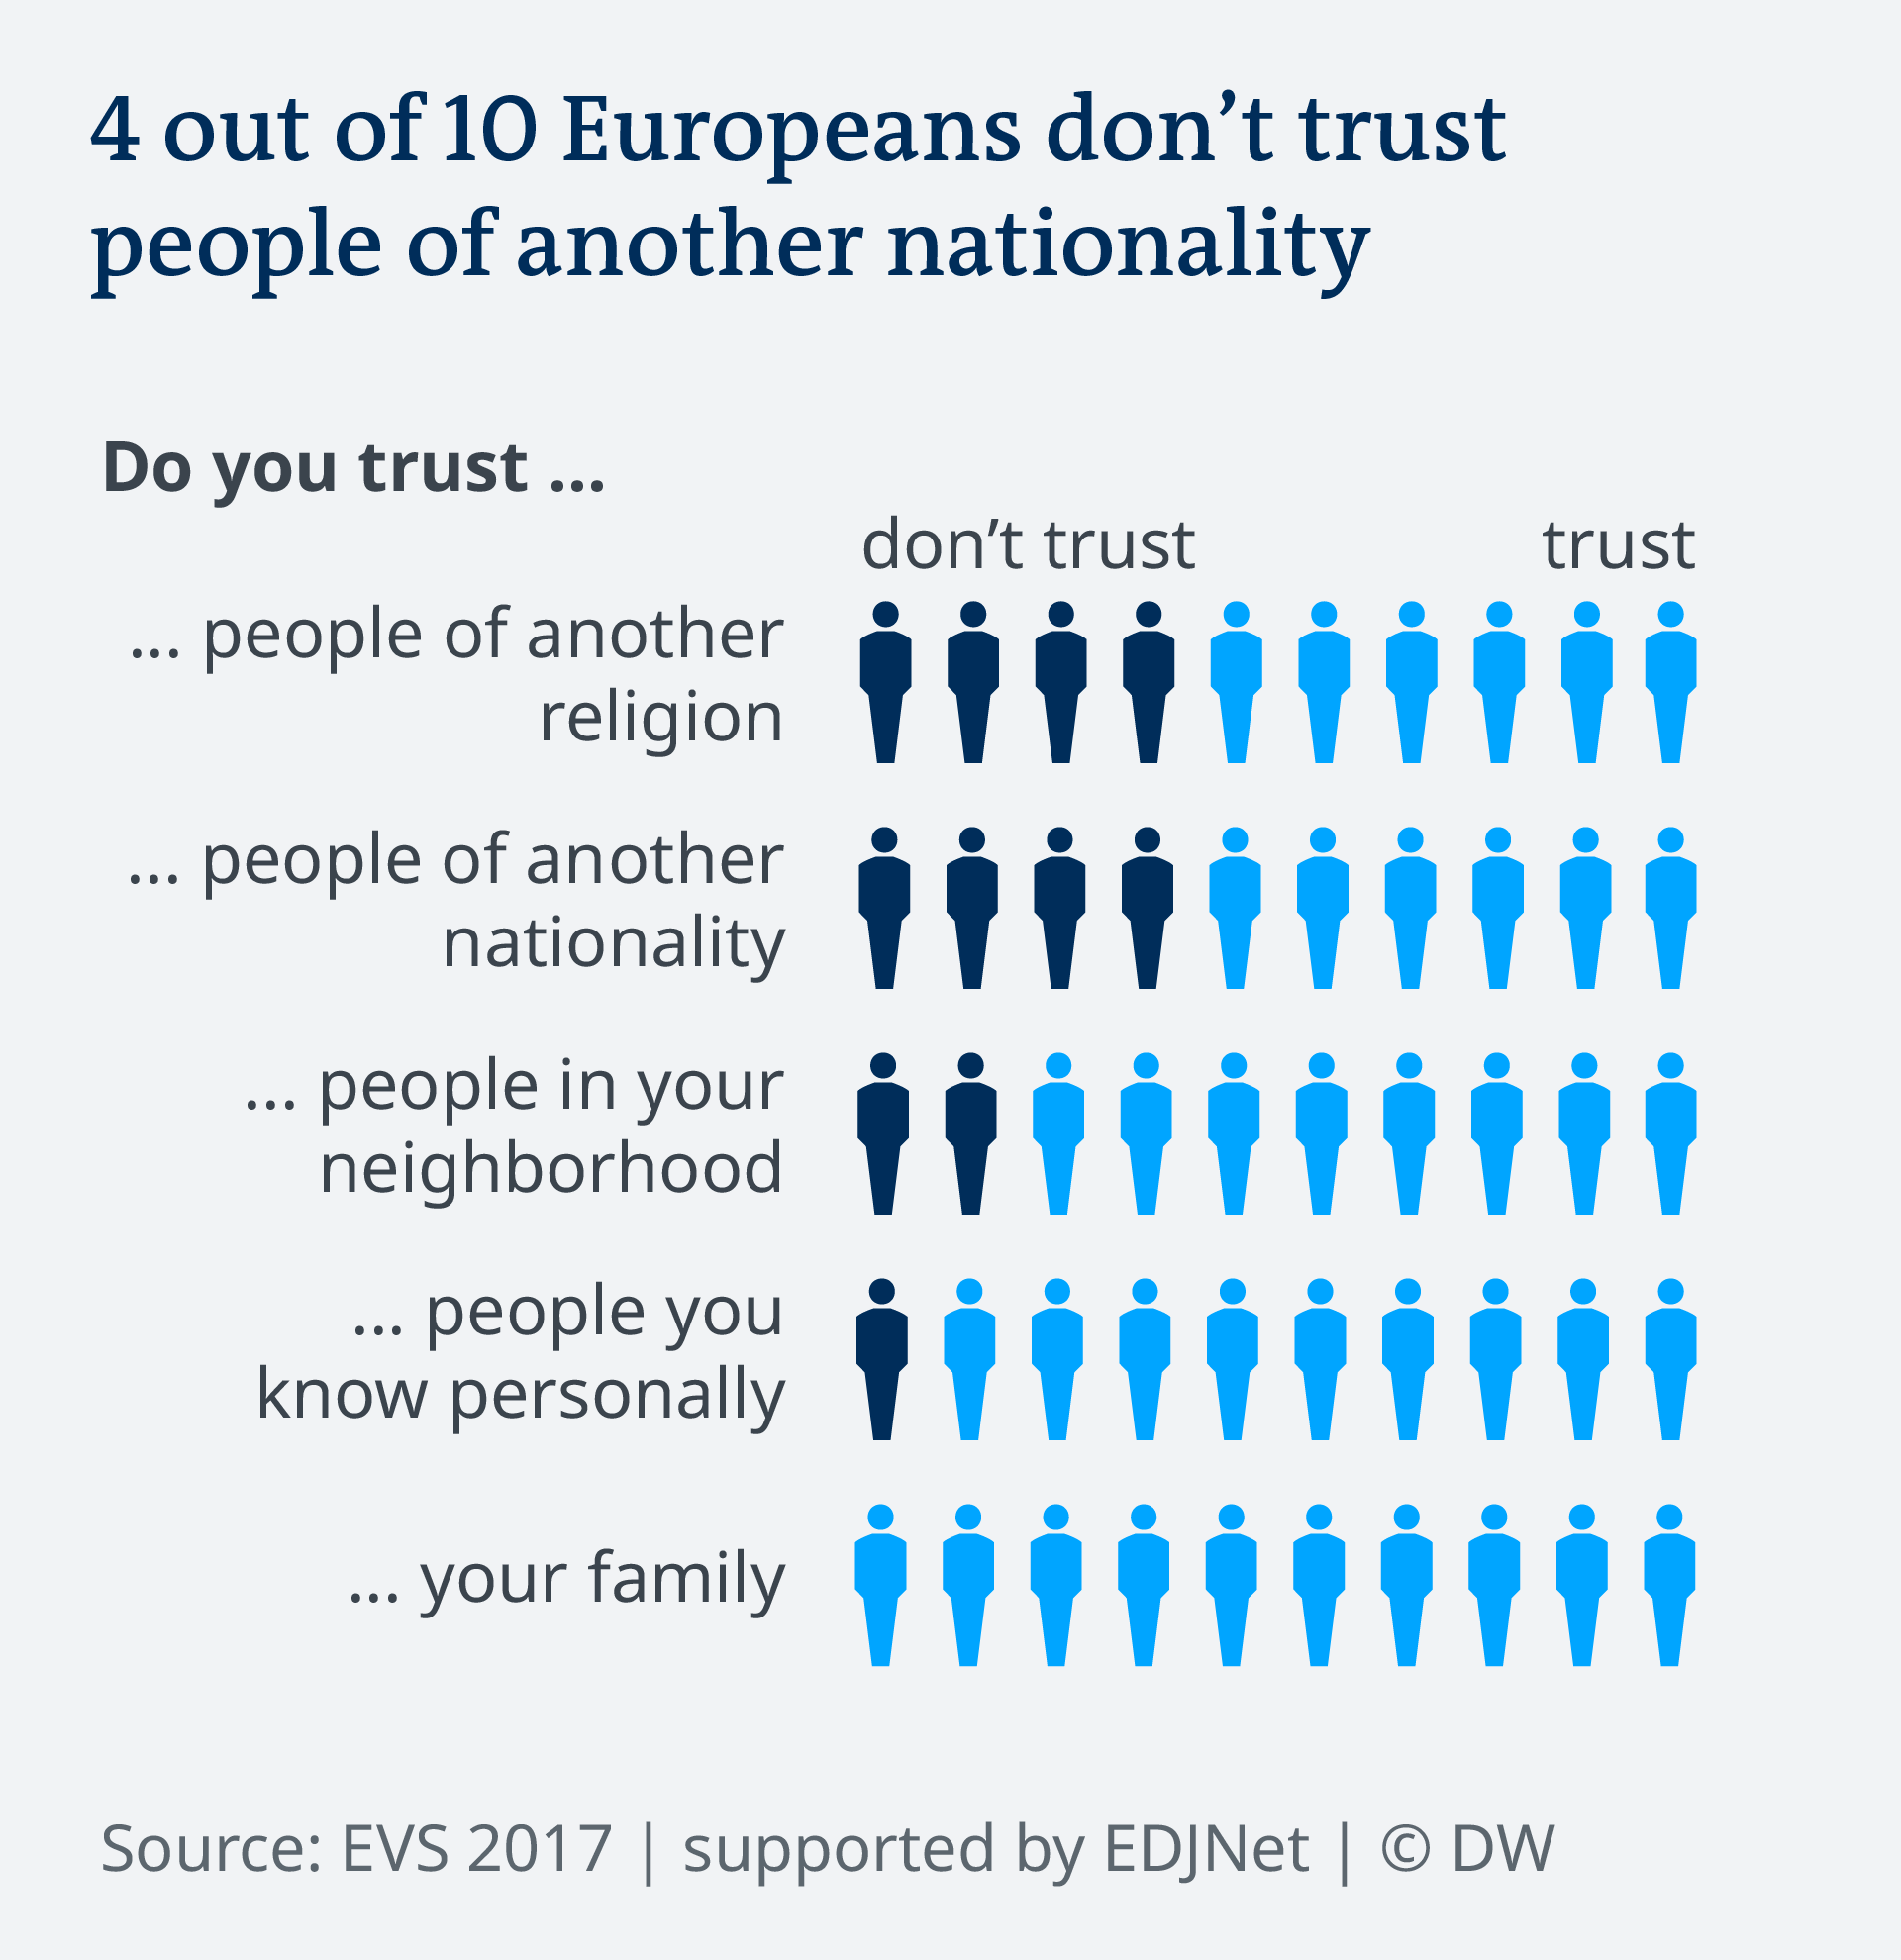 4 out of 10 Europeans don’t trust
people of another nationality
Do you trust ...
don’t trust trust
... people of another
religion
... people of another
nationality
... people in your
neighborhood
... people you
know personally
... your family
Source: EVS 2017 | supported by EDJNet | © DW